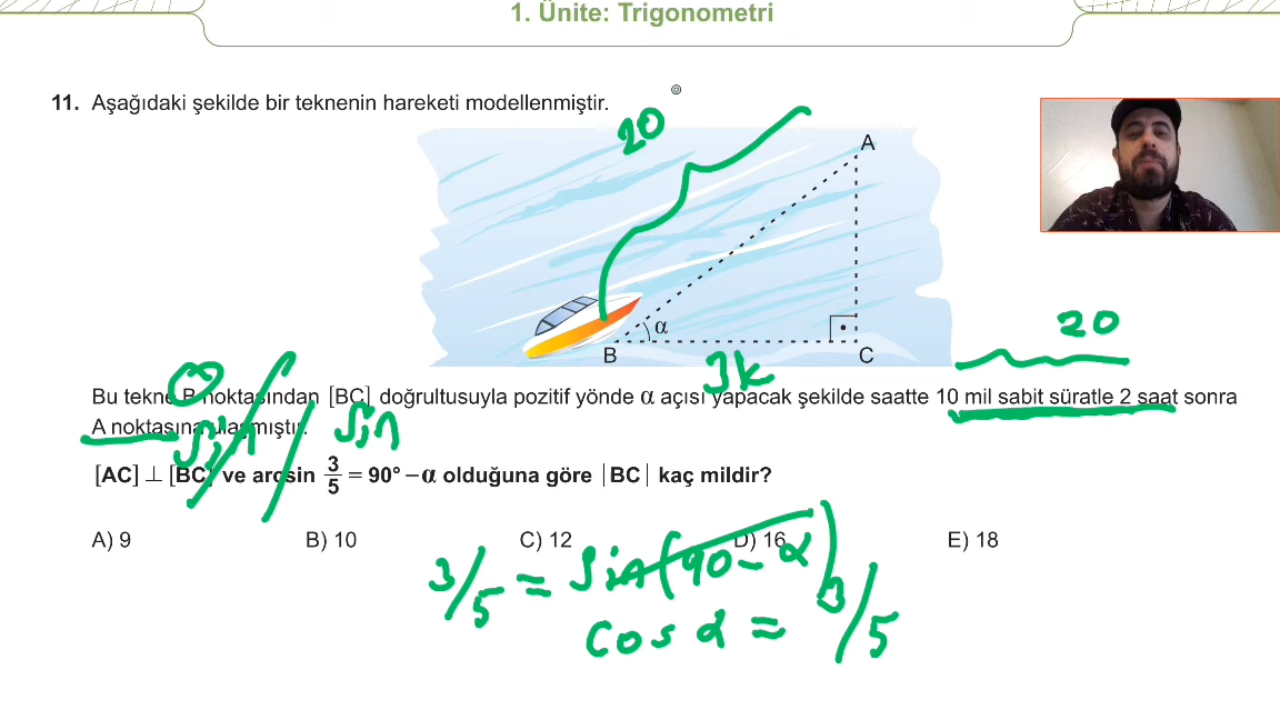 1. Ünite: Trigonometri
11. Aşağıdaki şekilde bir teknenin hareketi modellenmiştir.
20
A
α
B
C
3k
20
Bu tekne B noktasından [BC] doğrultusuyla pozitif yönde α açısı yapacak şekilde saatte 10 mil sabit süratle 2 saat sonra
A noktasına ulaşmıştır.
sin
sin
[AC] ⊥ [BC] ve arcsin 3/5 = 90° – α olduğuna göre |BC| kaç mildir?
A) 9 B) 10 C) 12 D) 16 E) 18
3/5 = sin(90 – α)
cos α = 3/5